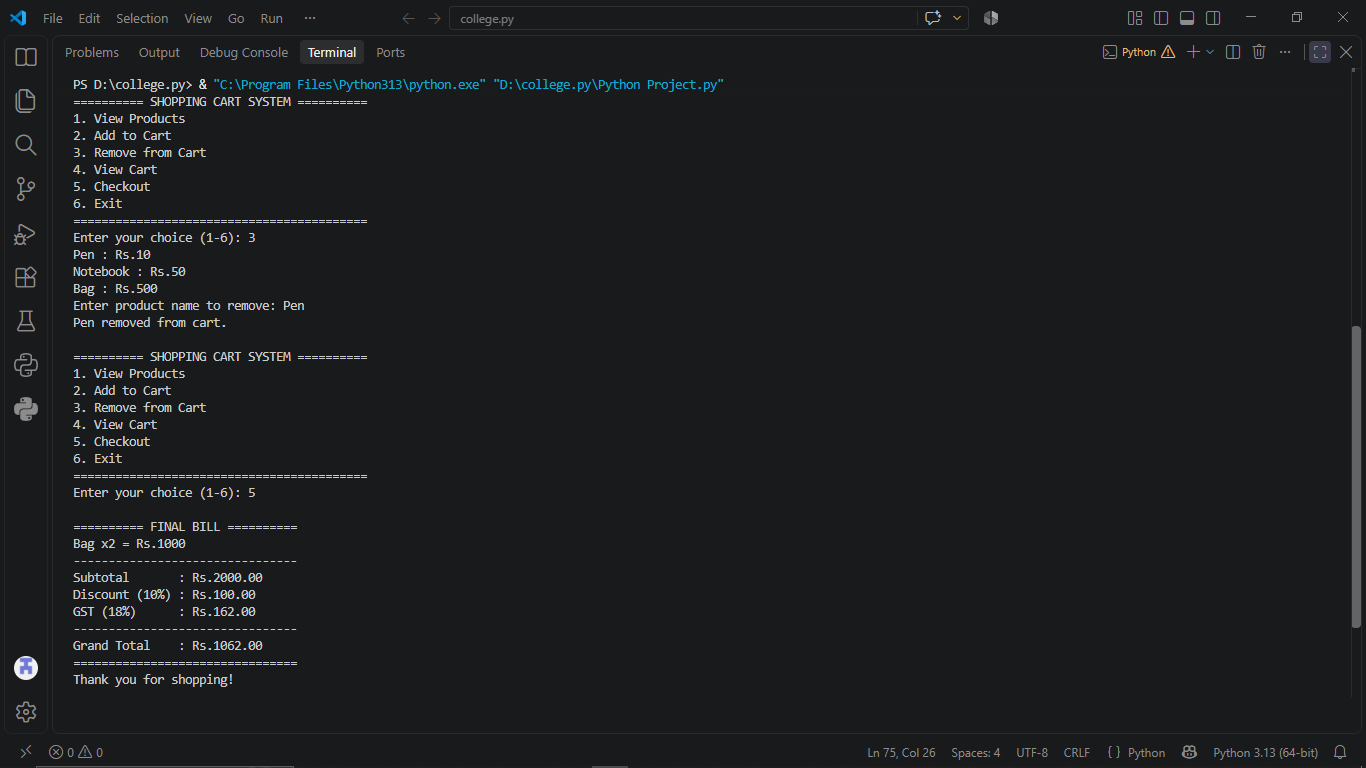 File Edit Selection View Go Run ··· college.py
Problems Output Debug Console Terminal Ports Python
PS D:\college.py> & "C:\Program Files\Python313\python.exe" "D:\college.py\Python Project.py"
========== SHOPPING CART SYSTEM ==========
1. View Products
2. Add to Cart
3. Remove from Cart
4. View Cart
5. Checkout
6. Exit
==========================================
Enter your choice (1-6): 3
Pen : Rs.10
Notebook : Rs.50
Bag : Rs.500
Enter product name to remove: Pen
Pen removed from cart.
========== SHOPPING CART SYSTEM ==========
1. View Products
2. Add to Cart
3. Remove from Cart
4. View Cart
5. Checkout
6. Exit
==========================================
Enter your choice (1-6): 5
========== FINAL BILL ==========
Bag x2 = Rs.1000
--------------------------------
Subtotal       : Rs.2000.00
Discount (10%) : Rs.100.00
GST (18%)      : Rs.162.00
--------------------------------
Grand Total    : Rs.1062.00
================================
Thank you for shopping!
0 0 Ln 75, Col 26 Spaces: 4 UTF-8 CRLF { } Python Python 3.13 (64-bit)